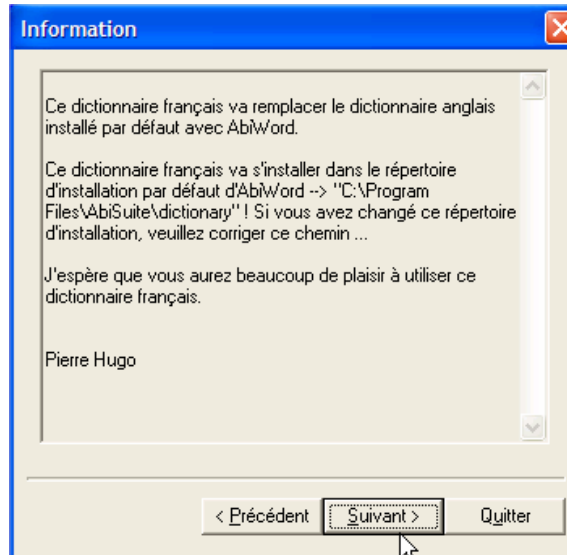 Information
Ce dictionnaire français va remplacer le dictionnaire anglais
installé par défaut avec AbiWord.
Ce dictionnaire français va s'installer dans le répertoire
d'installation par défaut d'AbiWord --> "C:\Program
Files\AbiSuite\dictionary" ! Si vous avez changé ce répertoire
d'installation, veuillez corriger ce chemin ...
J'espère que vous aurez beaucoup de plaisir à utiliser ce
dictionnaire français.
Pierre Hugo
< Précédent Suivant > Quitter